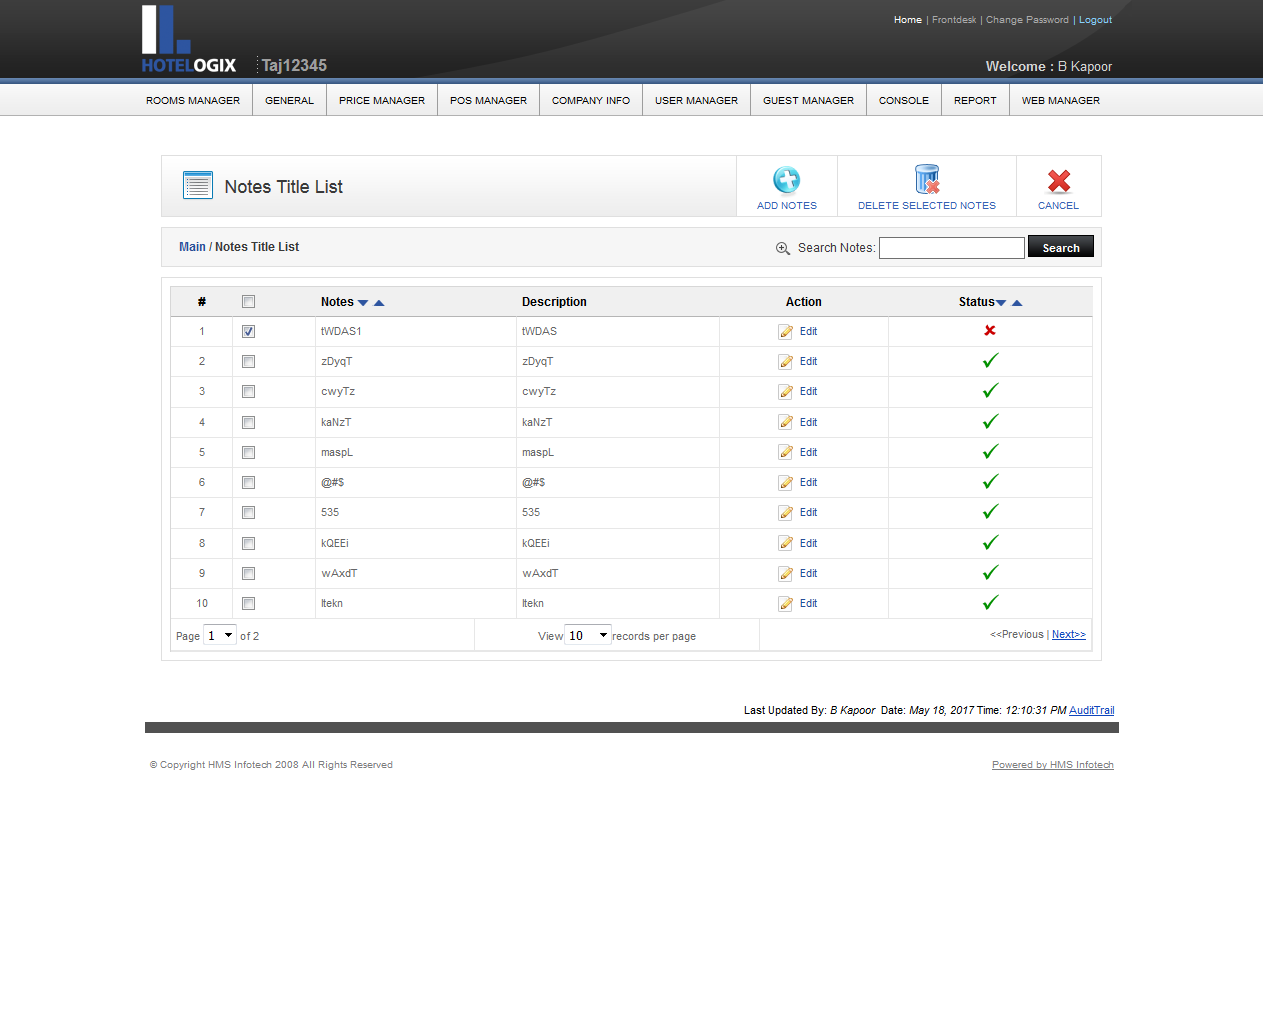 Home | Frontdesk | Change Password | Logout
HOTELOGIX Taj12345
Welcome : B Kapoor
ROOMS MANAGER GENERAL PRICE MANAGER POS MANAGER COMPANY INFO USER MANAGER GUEST MANAGER CONSOLE REPORT WEB MANAGER
Notes Title List
ADD NOTES DELETE SELECTED NOTES CANCEL
Main / Notes Title List Search Notes: Search
# Notes Description Action Status
1 tWDAS1 tWDAS Edit
2 zDyqT zDyqT Edit
3 cwyTz cwyTz Edit
4 kaNzT kaNzT Edit
5 maspL maspL Edit
6 @#$ @#$ Edit
7 535 535 Edit
8 kQEEi kQEEi Edit
9 wAxdT wAxdT Edit
10 Itekn Itekn Edit
Page 1 of 2 View 10 records per page <<Previous | Next>>
Last Updated By: B Kapoor Date: May 18, 2017 Time: 12:10:31 PM AuditTrail
© Copyright HMS Infotech 2008 All Rights Reserved Powered by HMS Infotech